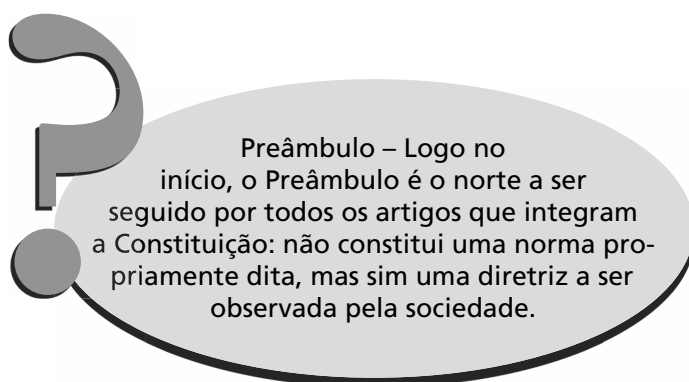 Preâmbulo – Logo no
início, o Preâmbulo é o norte a ser
seguido por todos os artigos que integram
a Constituição: não constitui uma norma pro-
priamente dita, mas sim uma diretriz a ser
observada pela sociedade.